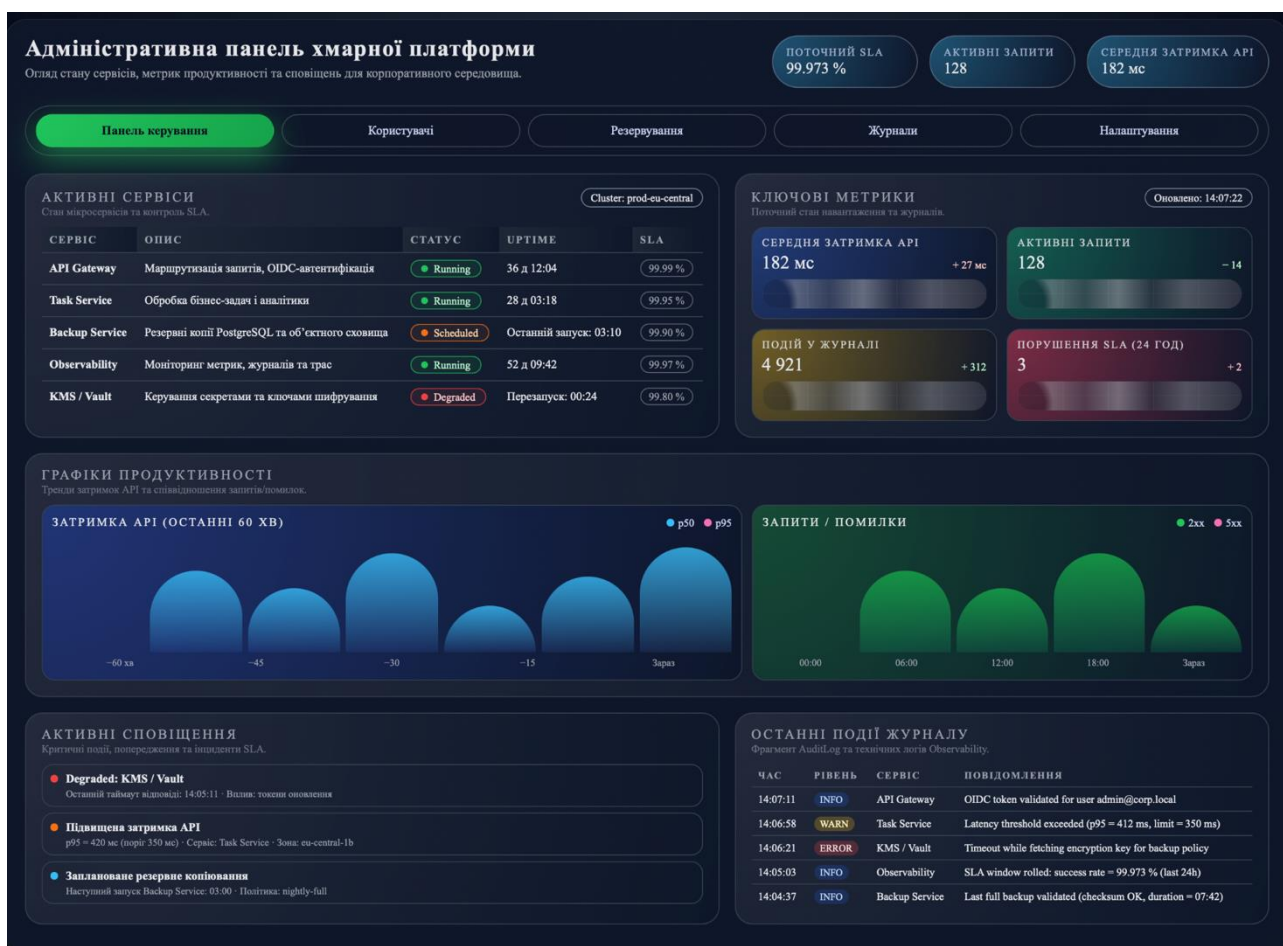 Адміністративна панель хмарної платформи
Огляд стану сервісів, метрик продуктивності та сповіщень для корпоративного середовища.
ПОТОЧНИЙ SLA
99.973 %
АКТИВНІ ЗАПИТИ
128
СЕРЕДНЯ ЗАТРИМКА API
182 мс
Панель керування
Користувачі
Резервування
Журнали
Налаштування
АКТИВНІ СЕРВІСИ
Стан мікросервісів та контроль SLA.
Cluster: prod-eu-central
СЕРВІС ОПИС СТАТУС UPTIME SLA
API Gateway Маршрутизація запитів, OIDC-автентифікація Running 36 д 12:04 99.99 %
Task Service Обробка бізнес-задач і аналітики Running 28 д 03:18 99.95 %
Backup Service Резервні копії PostgreSQL та об’єктного сховища Scheduled Останній запуск: 03:10 99.90 %
Observability Моніторинг метрик, журналів та трас Running 52 д 09:42 99.97 %
KMS / Vault Керування секретами та ключами шифрування Degraded Перезапуск: 00:24 99.80 %
КЛЮЧОВІ МЕТРИКИ
Поточний стан навантаження та журналів.
Оновлено: 14:07:22
СЕРЕДНЯ ЗАТРИМКА API
182 мс + 27 мс
АКТИВНІ ЗАПИТИ
128 − 14
ПОДІЙ У ЖУРНАЛІ
4 921 + 312
ПОРУШЕННЯ SLA (24 ГОД)
3 + 2
ГРАФІКИ ПРОДУКТИВНОСТІ
Тренди затримок API та співвідношення запитів/помилок.
ЗАТРИМКА API (ОСТАННІ 60 ХВ) p50 p95
−60 хв −45 −30 −15 Зараз
ЗАПИТИ / ПОМИЛКИ 2xx 5xx
00:00 06:00 12:00 18:00 Зараз
АКТИВНІ СПОВІЩЕННЯ
Критичні події, попередження та інциденти SLA.
Degraded: KMS / Vault
Останній таймаут відповіді: 14:05:11 · Вплив: токени оновлення
Підвищена затримка API
p95 = 420 мс (поріг 350 мс) · Сервіс: Task Service · Зона: eu-central-1b
Заплановане резервне копіювання
Наступний запуск Backup Service: 03:00 · Політика: nightly-full
ОСТАННІ ПОДІЇ ЖУРНАЛУ
Фрагмент AuditLog та технічних логів Observability.
ЧАС РІВЕНЬ СЕРВІС ПОВІДОМЛЕННЯ
14:07:11 INFO API Gateway OIDC token validated for user admin@corp.local
14:06:58 WARN Task Service Latency threshold exceeded (p95 = 412 ms, limit = 350 ms)
14:06:21 ERROR KMS / Vault Timeout while fetching encryption key for backup policy
14:05:03 INFO Observability SLA window rolled: success rate = 99.973 % (last 24h)
14:04:37 INFO Backup Service Last full backup validated (checksum OK, duration = 07:42)